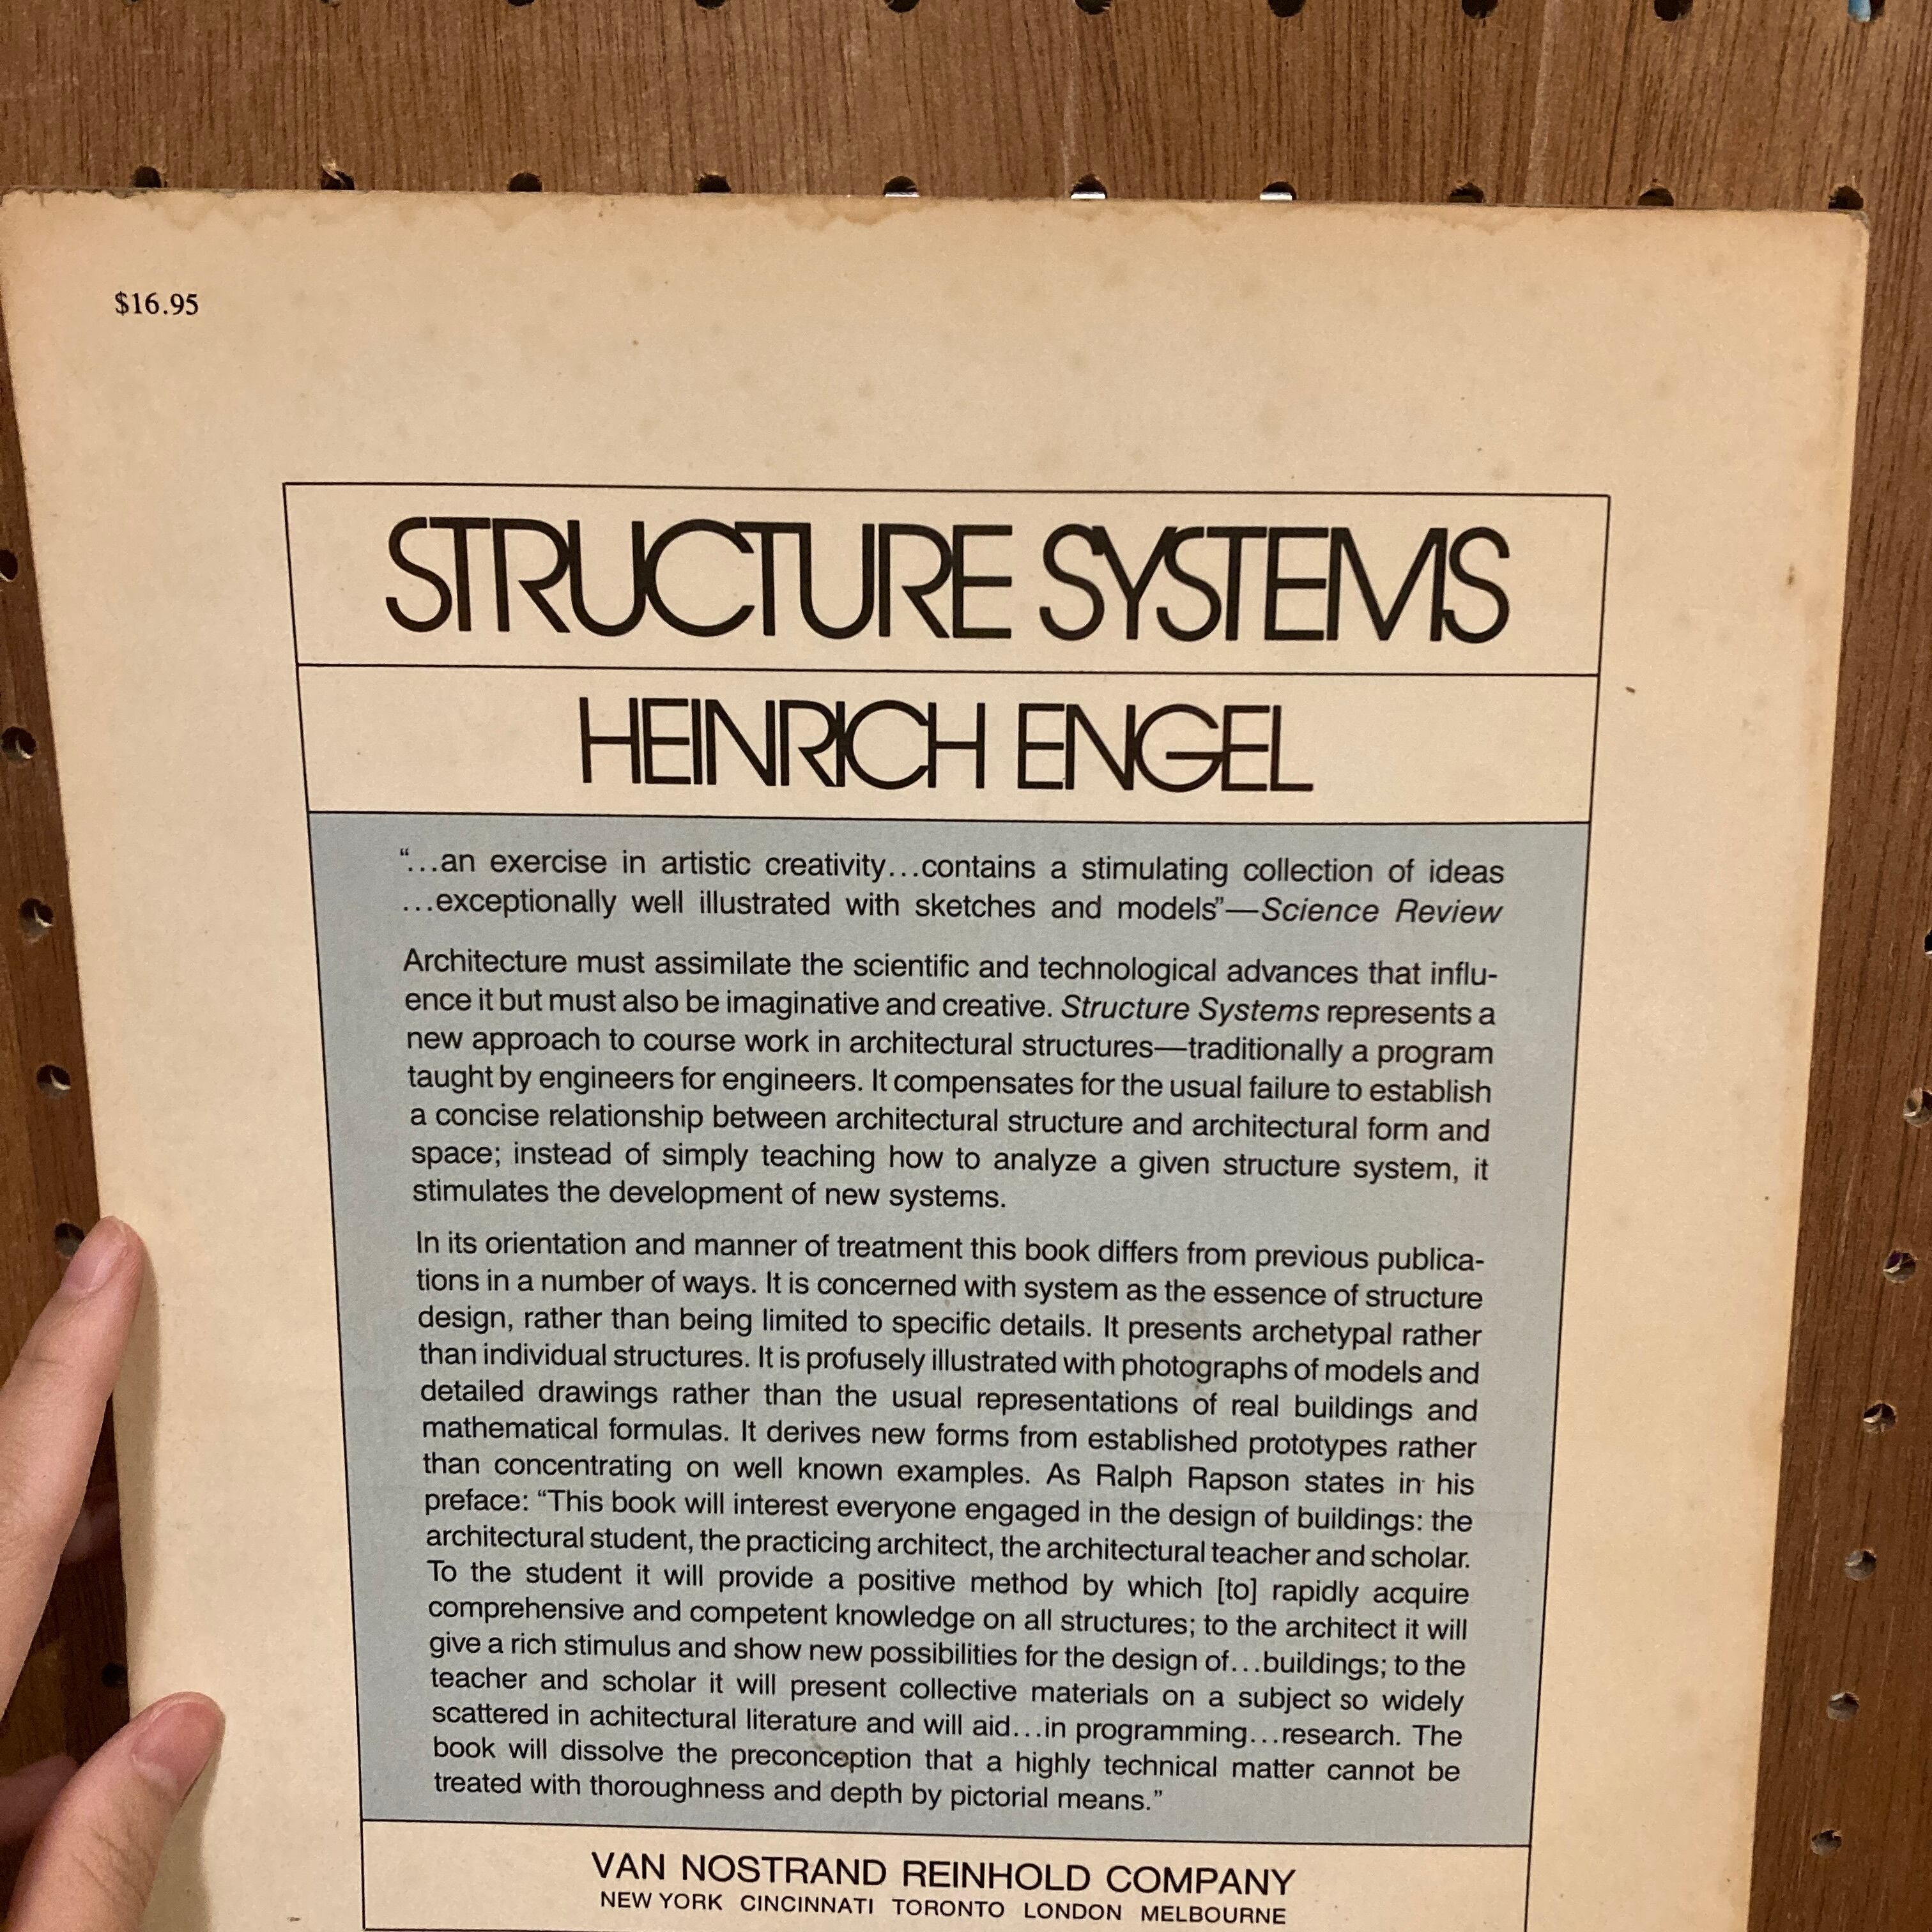 $16.95
STRUCTURE SYSTEMS
HEINRICH ENGEL
“...an exercise in artistic creativity...contains a stimulating collection of ideas
...exceptionally well illustrated with sketches and models”—Science Review
Architecture must assimilate the scientific and technological advances that influ-
ence it but must also be imaginative and creative. Structure Systems represents a
new approach to course work in architectural structures—traditionally a program
taught by engineers for engineers. It compensates for the usual failure to establish
a concise relationship between architectural structure and architectural form and
space; instead of simply teaching how to analyze a given structure system, it
stimulates the development of new systems.
In its orientation and manner of treatment this book differs from previous publica-
tions in a number of ways. It is concerned with system as the essence of structure
design, rather than being limited to specific details. It presents archetypal rather
than individual structures. It is profusely illustrated with photographs of models and
detailed drawings rather than the usual representations of real buildings and
mathematical formulas. It derives new forms from established prototypes rather
than concentrating on well known examples. As Ralph Rapson states in his
preface: “This book will interest everyone engaged in the design of buildings: the
architectural student, the practicing architect, the architectural teacher and scholar.
To the student it will provide a positive method by which [to] rapidly acquire
comprehensive and competent knowledge on all structures; to the architect it will
give a rich stimulus and show new possibilities for the design of...buildings; to the
teacher and scholar it will present collective materials on a subject so widely
scattered in achitectural literature and will aid...in programming...research. The
book will dissolve the preconception that a highly technical matter cannot be
treated with thoroughness and depth by pictorial means.”
VAN NOSTRAND REINHOLD COMPANY
NEW YORK CINCINNATI TORONTO LONDON MELBOURNE